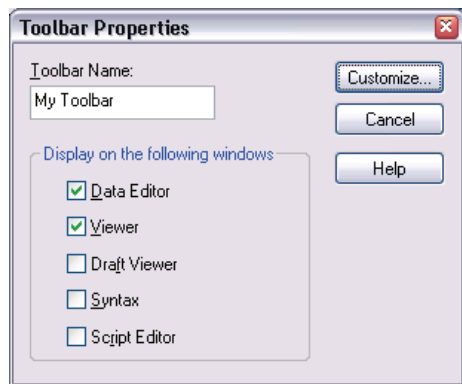 Toolbar Properties
Toolbar Name:
Customize...
My Toolbar
Cancel
Display on the following windows
Help
Data Editor
Viewer
Draft Viewer
Syntax
Script Editor